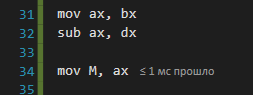 31 mov ax, bx
32 sub ax, dx
33
34 mov M, ax ≤ 1 мс прошло
35